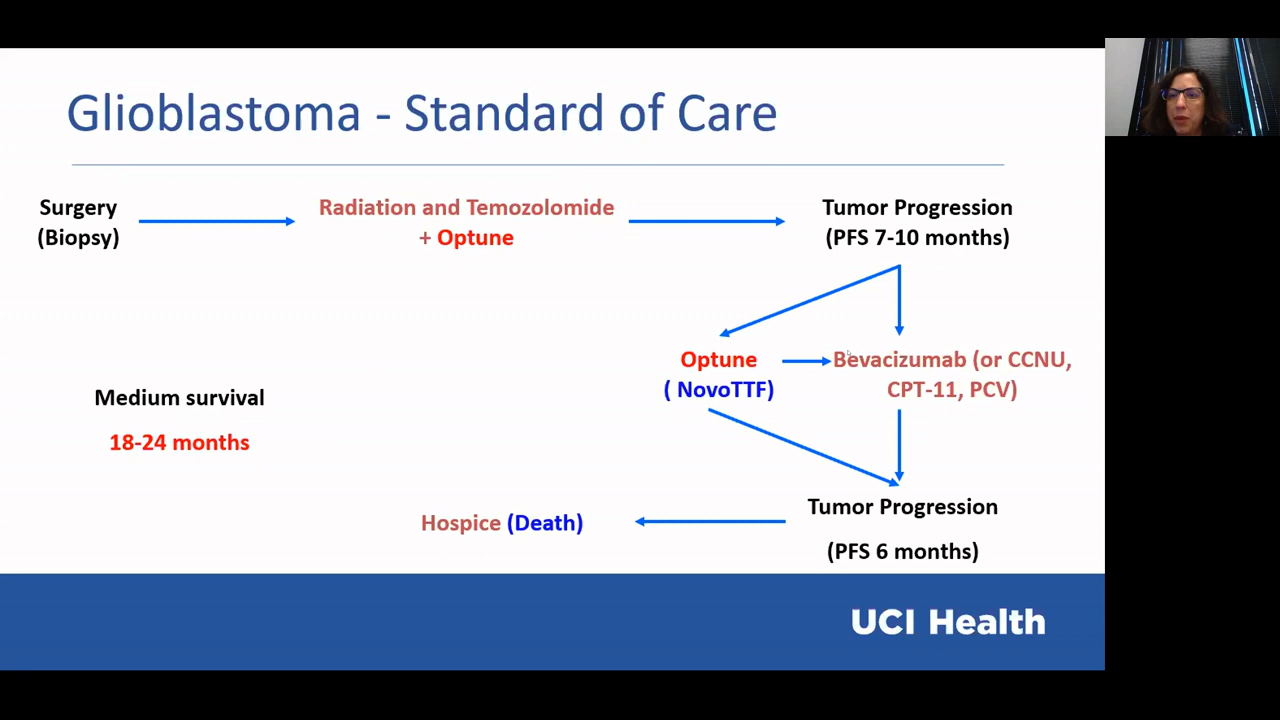 Glioblastoma - Standard of Care
Surgery
(Biopsy)
Radiation and Temozolomide
+ Optune
Tumor Progression
(PFS 7-10 months)
Optune
( NovoTTF)
Bevacizumab (or CCNU,
CPT-11, PCV)
Medium survival
18-24 months
Tumor Progression
(PFS 6 months)
Hospice (Death)
UCI Health